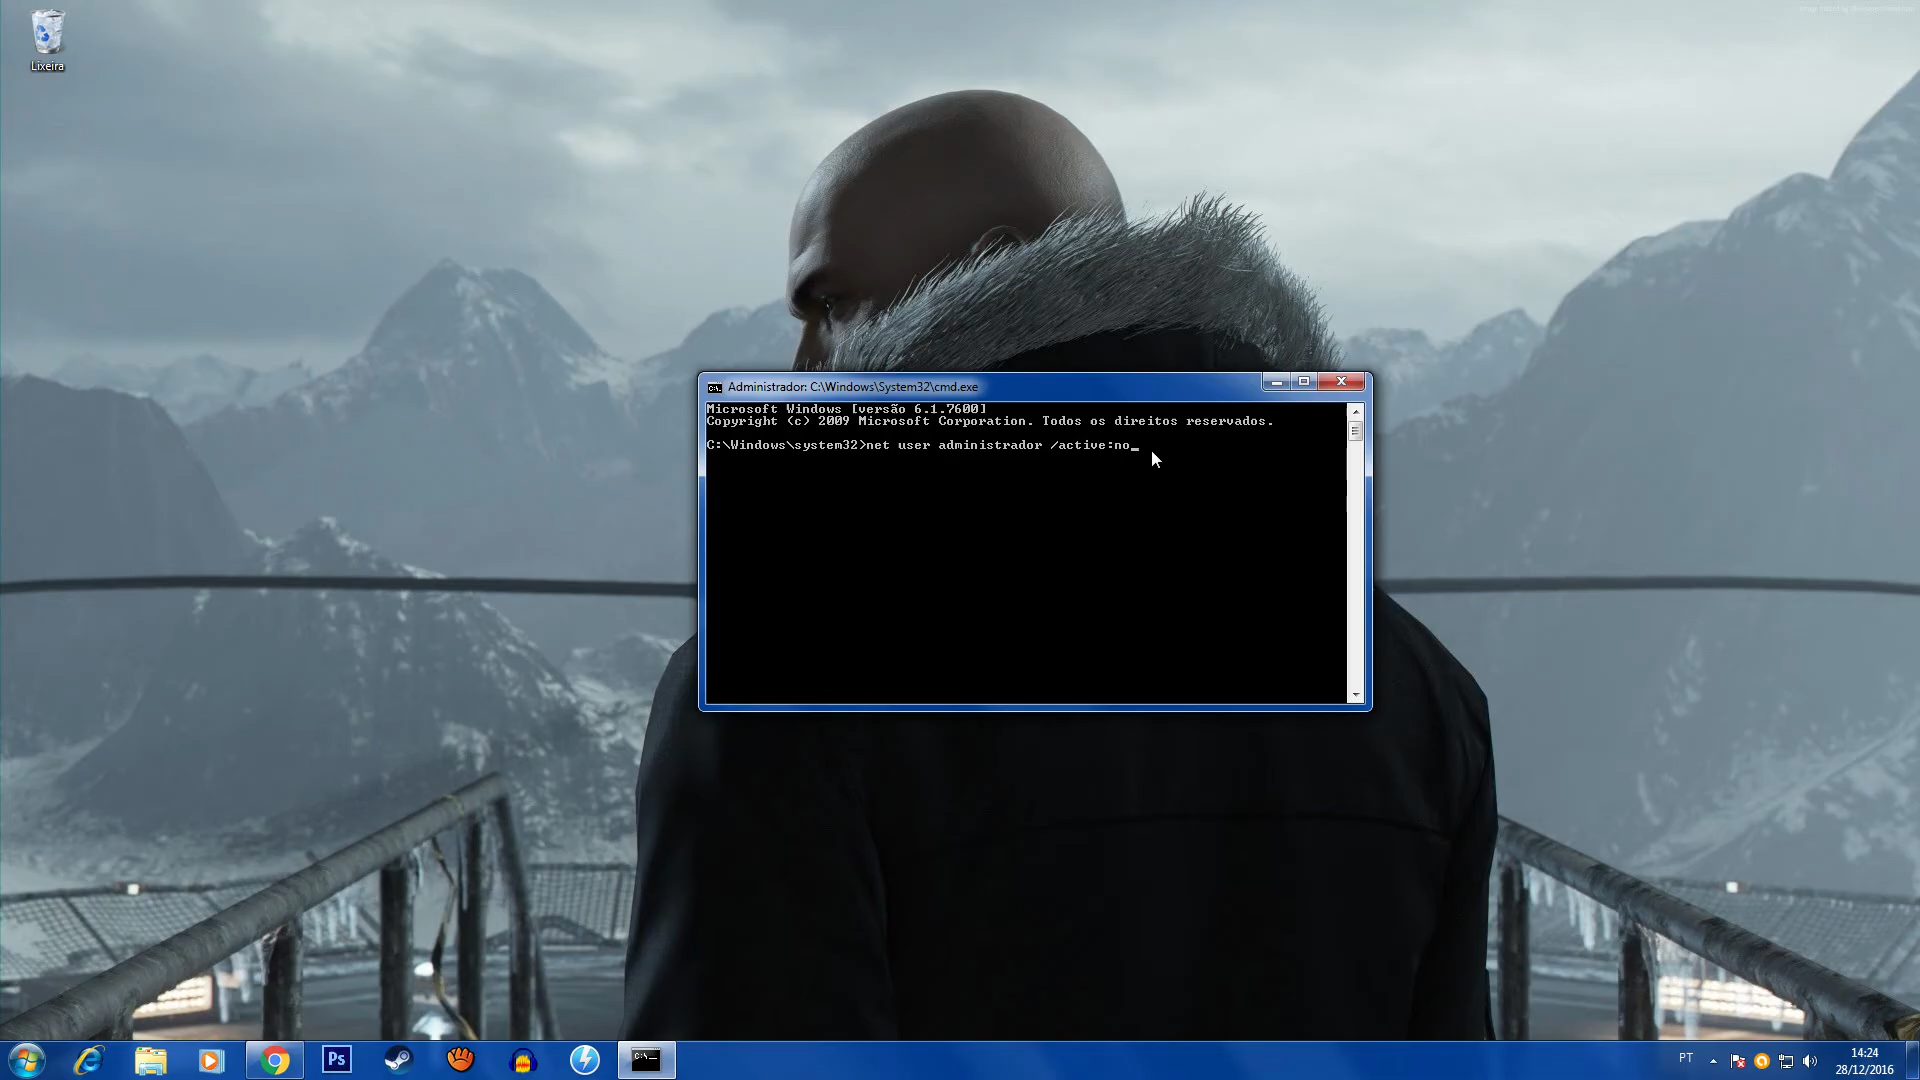 Lixeira
Administrador: C:\Windows\System32\cmd.exe
Microsoft Windows [versão 6.1.7600]
Copyright (c) 2009 Microsoft Corporation. Todos os direitos reservados.
C:\Windows\system32>net user administrador /active:no_
Ps
C:\_
PT
14:24
28/12/2016